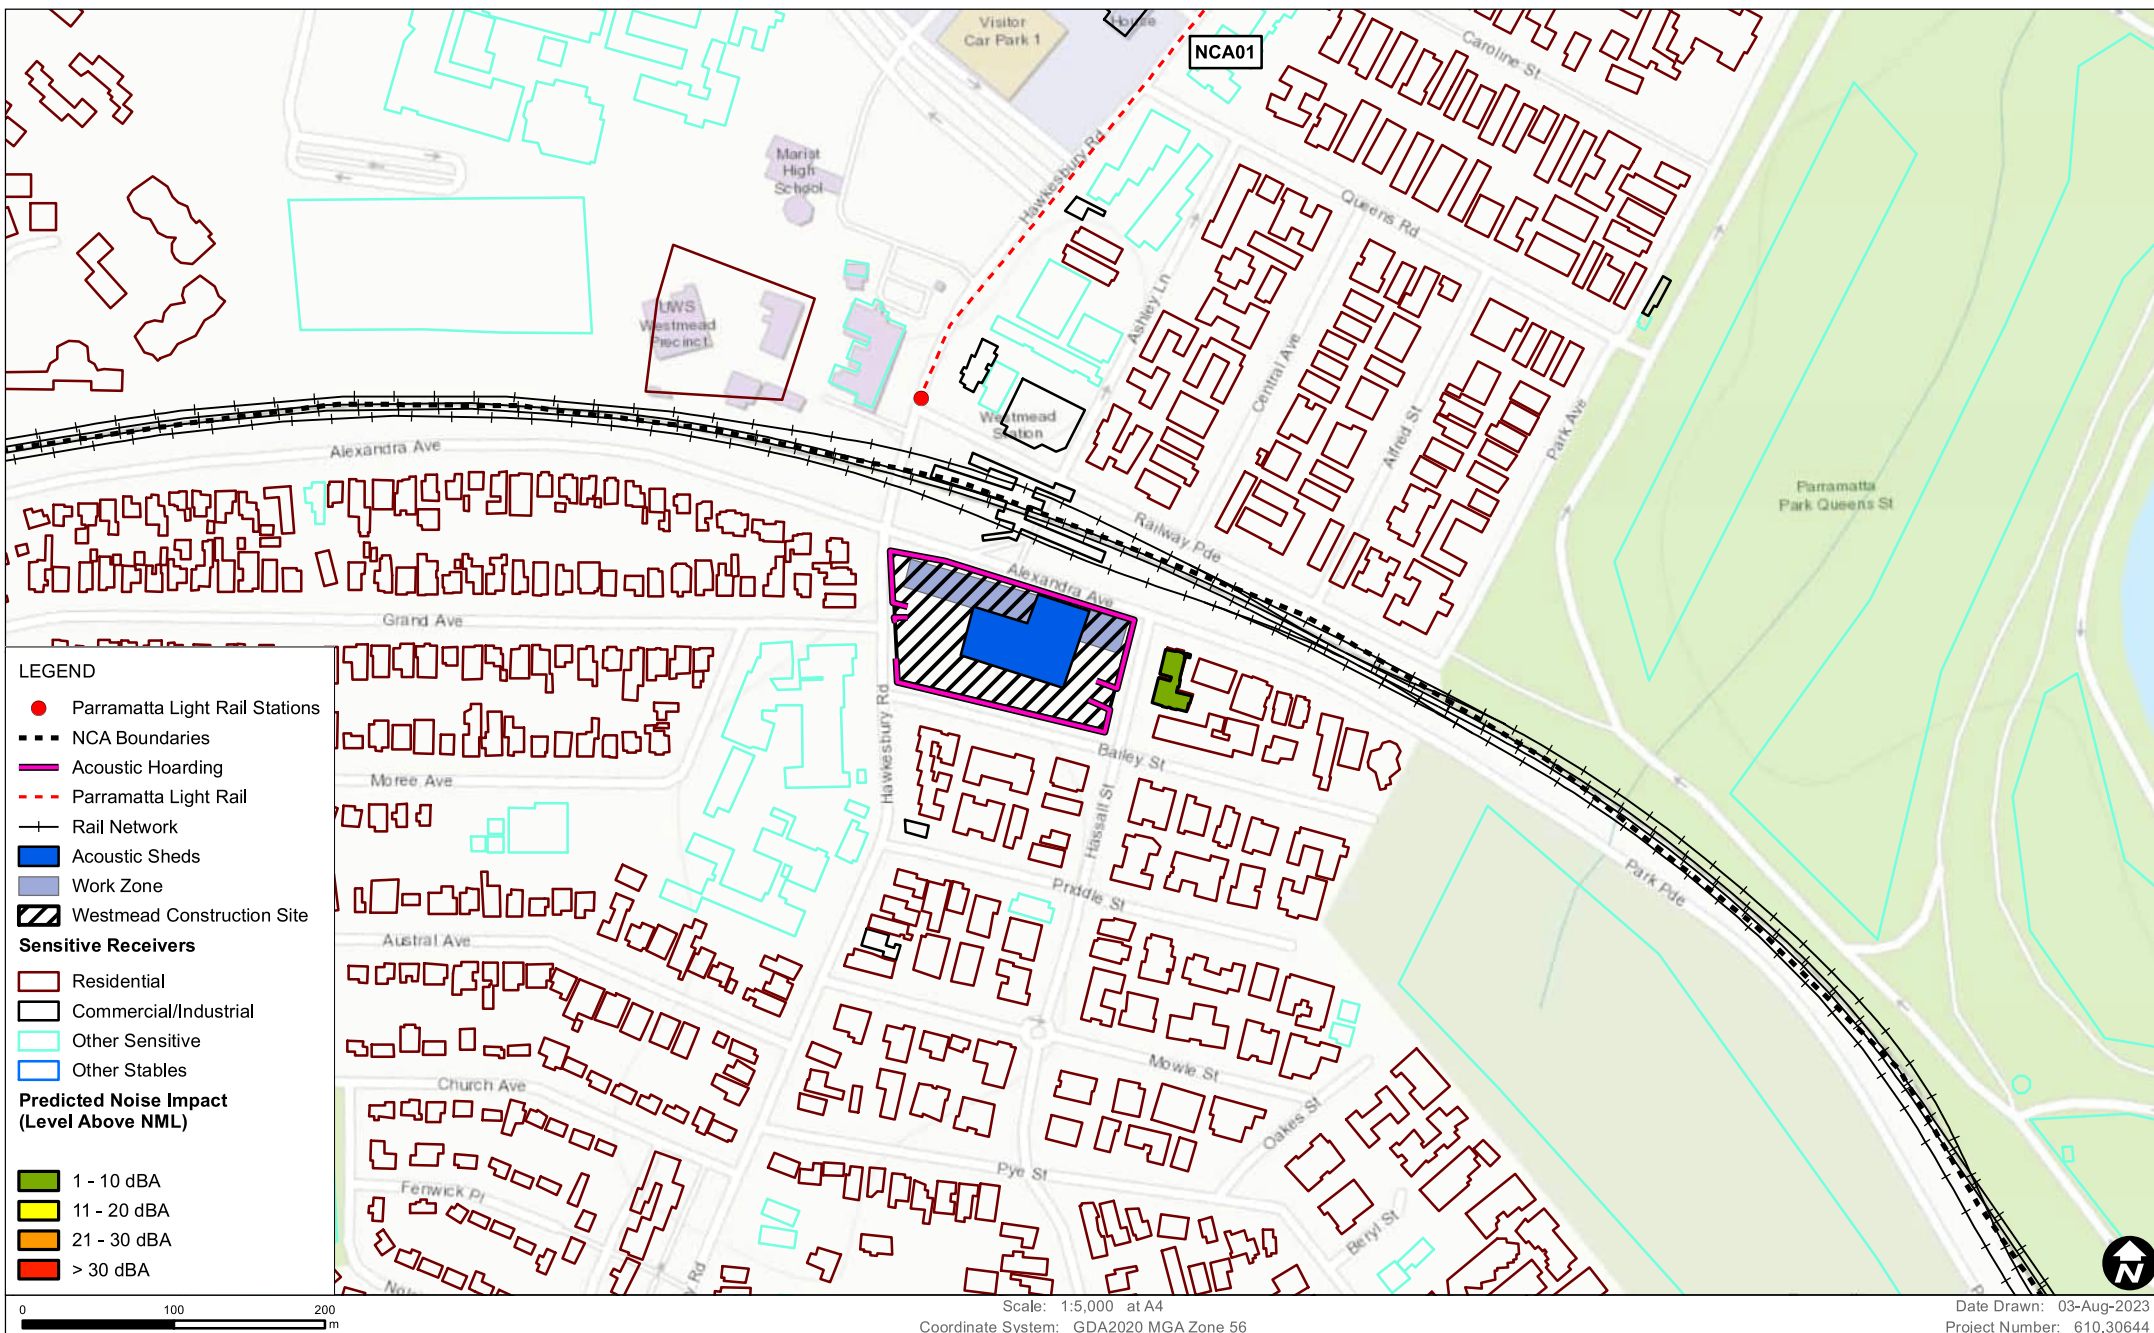 Visitor
Car Park 1
House
NCA01
Caroline St
Marist
High
School
Hawkesbury Rd
Queens Rd
UWS
Westmead
Precinct
Ashley Ln
Central Ave
Westmead
Station
Alfred St
Park Ave
Alexandra Ave
Parramatta
Park Queens St
Railway Pde
Alexandra Ave
Grand Ave
Hawkesbury Rd
Bailey St
Moree Ave
Hassall St
Priddle St
Park Pde
Austral Ave
Mowle St
Church Ave
Oakes St
Pye St
Fenwick Pl
Beryl St
y Rd
LEGEND
Parramatta Light Rail Stations
NCA Boundaries
Acoustic Hoarding
Parramatta Light Rail
Rail Network
Acoustic Sheds
Work Zone
Westmead Construction Site
Sensitive Receivers
Residential
Commercial/Industrial
Other Sensitive
Other Stables
Predicted Noise Impact
(Level Above NML)
1 - 10 dBA
11 - 20 dBA
21 - 30 dBA
> 30 dBA
N
0 100 200
m
Scale: 1:5,000 at A4
Coordinate System: GDA2020 MGA Zone 56
Date Drawn: 03-Aug-2023
Project Number: 610.30644